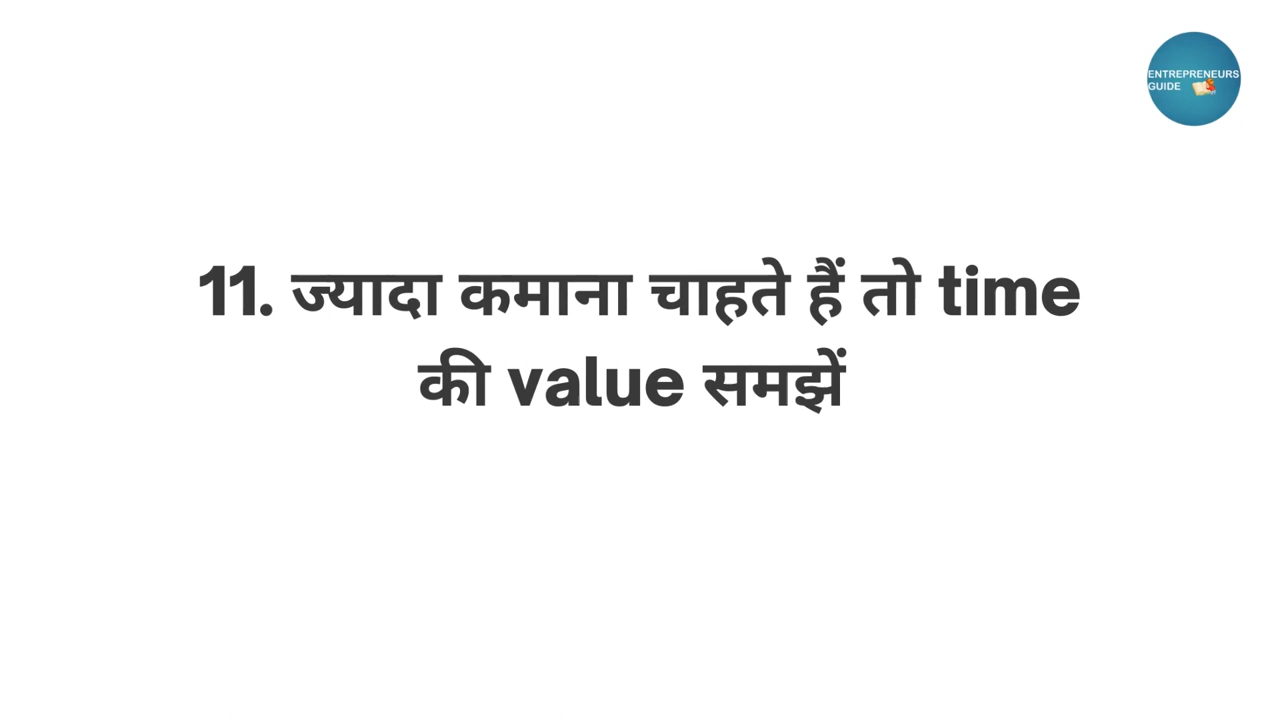 ENTREPRENEURS
GUIDE
11. ज्यादा कमाना चाहते हैं तो time
की value समझें